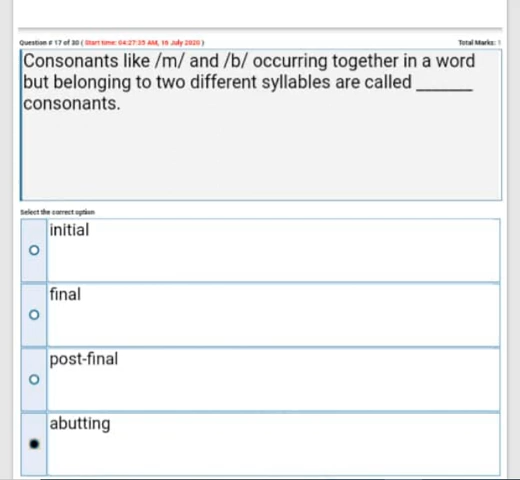 Question # 17 of 30 ( Start time: 04:27:25 AM, 16 July 2020 ) Total Marks: 1
Consonants like /m/ and /b/ occurring together in a word
but belonging to two different syllables are called ______
consonants.
Select the correct option
initial
final
post-final
abutting